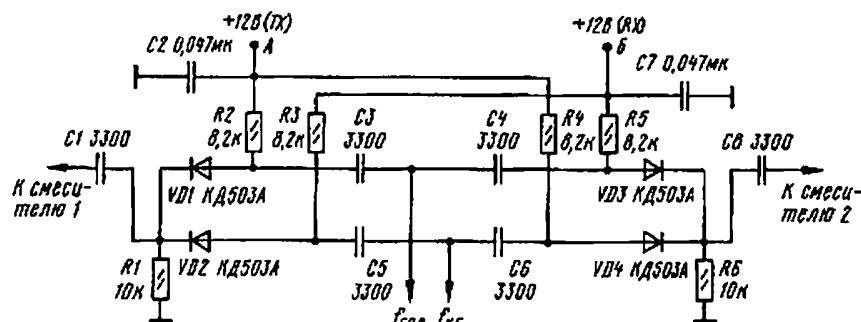 +12В (TX)
А
+12В (RX)
Б
C2 0,047мк
C7 0,047мк
R2
8,2к
R3
8,2к
C3
3300
C4
3300
R4
8,2к
R5
8,2к
C1 3300
C8 3300
К смеси-
телю 1
VD1 КД503А
VD3 КД503А
К смеси-
телю 2
R1
10к
VD2 КД503А
C5
3300
C6
3300
VD4 КД503А
R6
10к